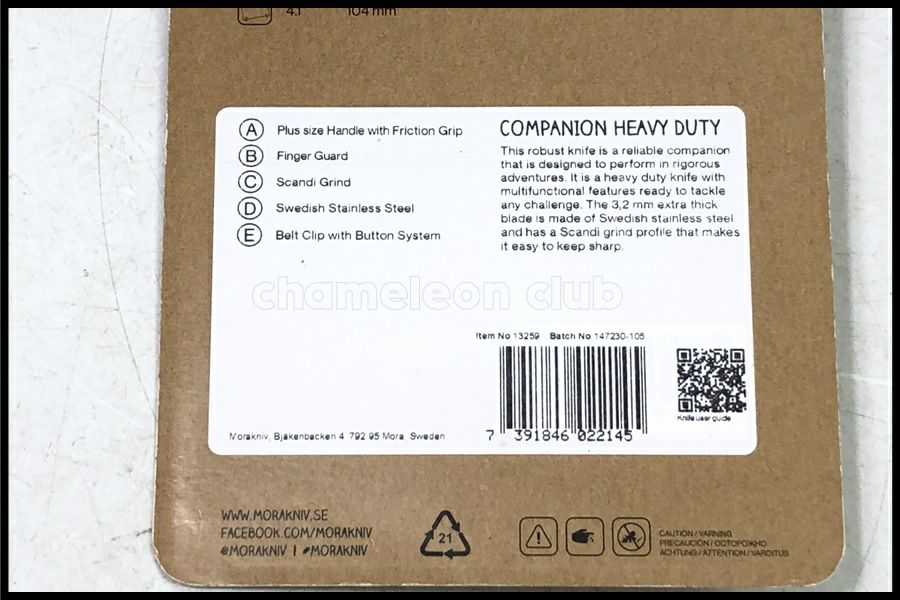 4.1" 104 mm
A Plus size Handle with Friction Grip
B Finger Guard
C Scandi Grind
D Swedish Stainless Steel
E Belt Clip with Button System
COMPANION HEAVY DUTY
This robust knife is a reliable companion
that is designed to perform in rigorous
adventures. It is a heavy duty knife with
multifunctional features ready to tackle
any challenge. The 3,2 mm extra thick
blade is made of Swedish stainless steel
and has a Scandi grind profile that makes
it easy to keep sharp.
chameleon club
Item No 13259 Batch No 147230-105
7 391846 022145
Knife user guide
Morakniv, Bjäkenbacken 4 792 95 Mora, Sweden
WWW.MORAKNIV.SE
FACEBOOK.COM/MORAKNIV
@MORAKNIV I #MORAKNIV
21
CAUTION / VARNING
PRECAUCIÓN / ОСТОРОЖНО
ACHTUNG / ATTENTION / VAROITUS